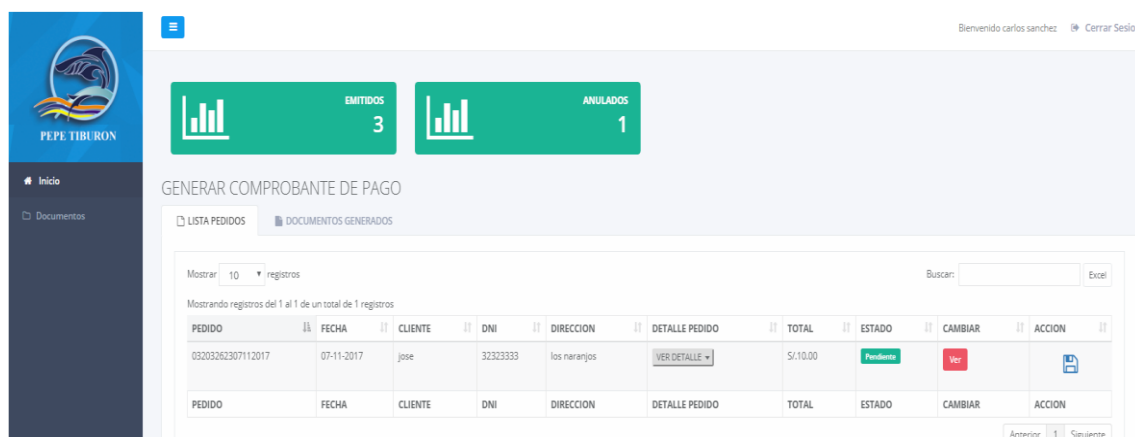 Bienvenido carlos sanchez Cerrar Sesio
PEPE TIBURON
Inicio
Documentos
EMITIDOS
3
ANULADOS
1
GENERAR COMPROBANTE DE PAGO
LISTA PEDIDOS DOCUMENTOS GENERADOS
Mostrar 10 registros Buscar: Excel
Mostrando registros del 1 al 1 de un total de 1 registros
PEDIDO FECHA CLIENTE DNI DIRECCION DETALLE PEDIDO TOTAL ESTADO CAMBIAR ACCION
03203262307112017 07-11-2017 jose 32323333 los naranjos VER DETALLE S/.10.00 Pendiente Ver
PEDIDO FECHA CLIENTE DNI DIRECCION DETALLE PEDIDO TOTAL ESTADO CAMBIAR ACCION
Anterior 1 Siguiente